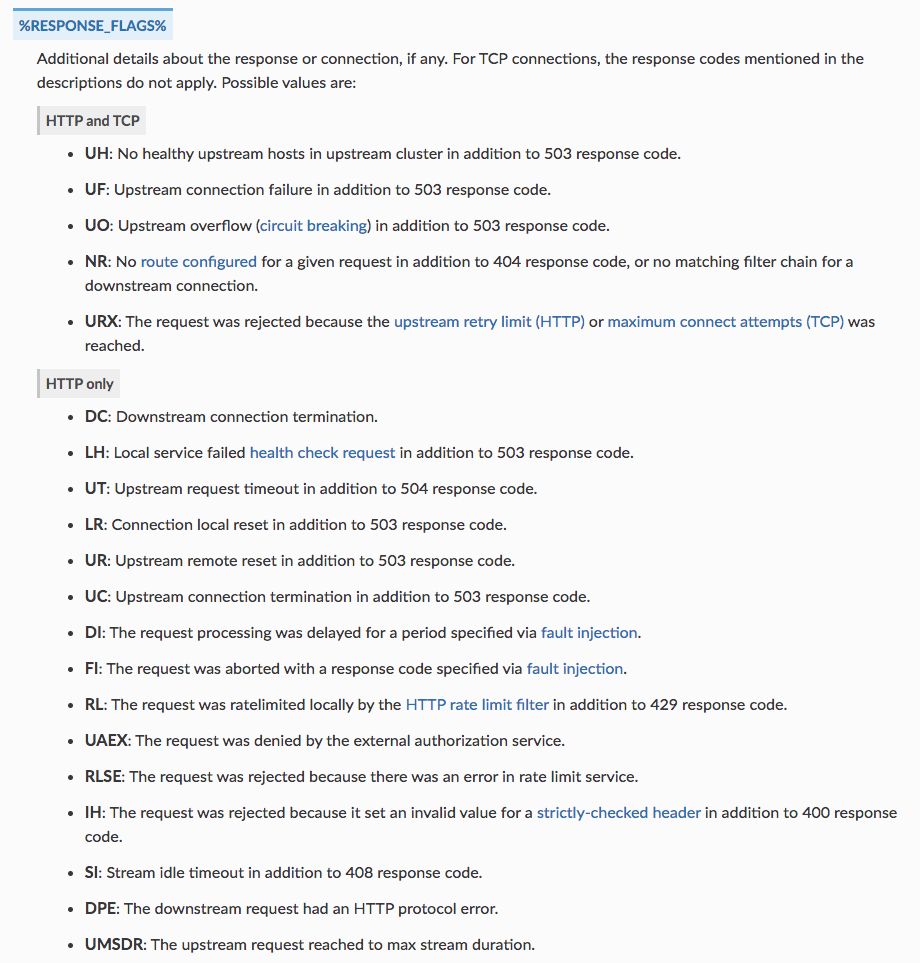 %RESPONSE_FLAGS%
Additional details about the response or connection, if any. For TCP connections, the response codes mentioned in the
descriptions do not apply. Possible values are:
HTTP and TCP
• UH: No healthy upstream hosts in upstream cluster in addition to 503 response code.
• UF: Upstream connection failure in addition to 503 response code.
• UO: Upstream overflow (circuit breaking) in addition to 503 response code.
• NR: No route configured for a given request in addition to 404 response code, or no matching filter chain for a
downstream connection.
• URX: The request was rejected because the upstream retry limit (HTTP) or maximum connect attempts (TCP) was
reached.
HTTP only
• DC: Downstream connection termination.
• LH: Local service failed health check request in addition to 503 response code.
• UT: Upstream request timeout in addition to 504 response code.
• LR: Connection local reset in addition to 503 response code.
• UR: Upstream remote reset in addition to 503 response code.
• UC: Upstream connection termination in addition to 503 response code.
• DI: The request processing was delayed for a period specified via fault injection.
• FI: The request was aborted with a response code specified via fault injection.
• RL: The request was ratelimited locally by the HTTP rate limit filter in addition to 429 response code.
• UAEX: The request was denied by the external authorization service.
• RLSE: The request was rejected because there was an error in rate limit service.
• IH: The request was rejected because it set an invalid value for a strictly-checked header in addition to 400 response
code.
• SI: Stream idle timeout in addition to 408 response code.
• DPE: The downstream request had an HTTP protocol error.
• UMSDR: The upstream request reached to max stream duration.